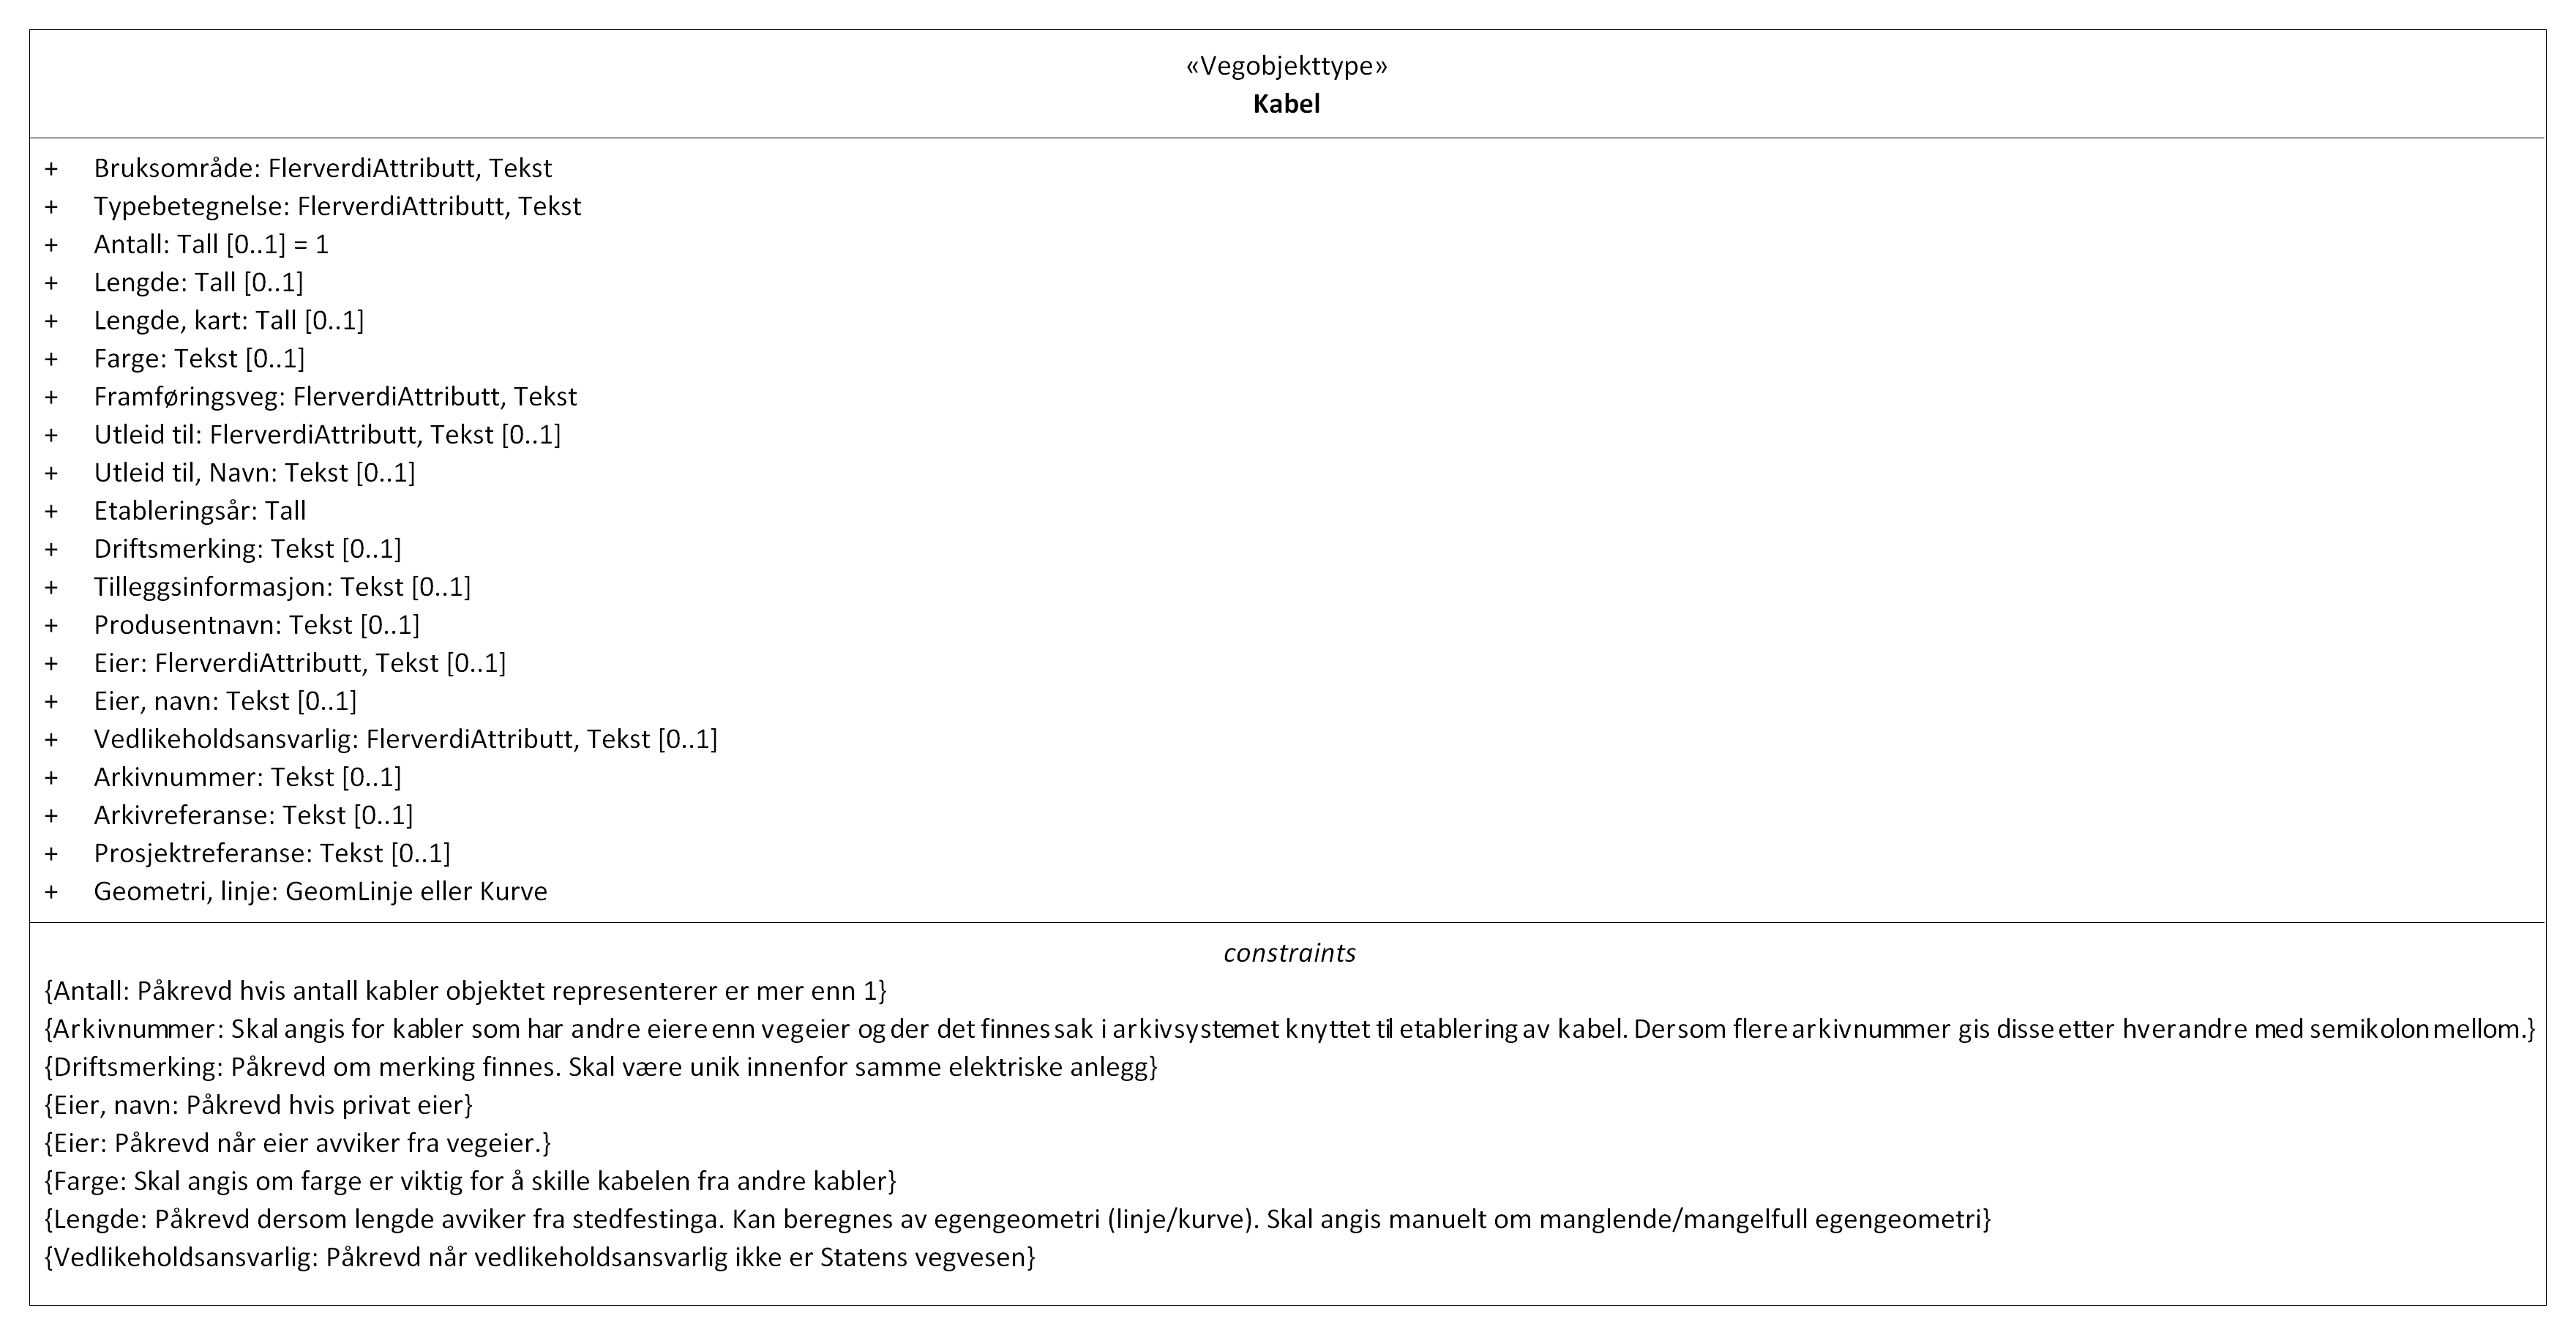 «Vegobjekttype»
Kabel
+ Bruksområde: FlerverdiAttributt, Tekst
+ Typebetegnelse: FlerverdiAttributt, Tekst
+ Antall: Tall [0..1] = 1
+ Lengde: Tall [0..1]
+ Lengde, kart: Tall [0..1]
+ Farge: Tekst [0..1]
+ Framføringsveg: FlerverdiAttributt, Tekst
+ Utleid til: FlerverdiAttributt, Tekst [0..1]
+ Utleid til, Navn: Tekst [0..1]
+ Etableringsår: Tall
+ Driftsmerking: Tekst [0..1]
+ Tilleggsinformasjon: Tekst [0..1]
+ Produsentnavn: Tekst [0..1]
+ Eier: FlerverdiAttributt, Tekst [0..1]
+ Eier, navn: Tekst [0..1]
+ Vedlikeholdsansvarlig: FlerverdiAttributt, Tekst [0..1]
+ Arkivnummer: Tekst [0..1]
+ Arkivreferanse: Tekst [0..1]
+ Prosjektreferanse: Tekst [0..1]
+ Geometri, linje: GeomLinje eller Kurve
constraints
{Antall: Påkrevd hvis antall kabler objektet representerer er mer enn 1}
{Arkivnummer: Skal angis for kabler som har andre eiere enn vegeier og der det finnes sak i arkivsystemet knyttet til etablering av kabel. Dersom flere arkivnummer gis disse etter hverandre med semikolon mellom.}
{Driftsmerking: Påkrevd om merking finnes. Skal være unik innenfor samme elektriske anlegg}
{Eier, navn: Påkrevd hvis privat eier}
{Eier: Påkrevd når eier avviker fra vegeier.}
{Farge: Skal angis om farge er viktig for å skille kabelen fra andre kabler}
{Lengde: Påkrevd dersom lengde avviker fra stedfestinga. Kan beregnes av egengeometri (linje/kurve). Skal angis manuelt om manglende/mangelfull egengeometri}
{Vedlikeholdsansvarlig: Påkrevd når vedlikeholdsansvarlig ikke er Statens vegvesen}